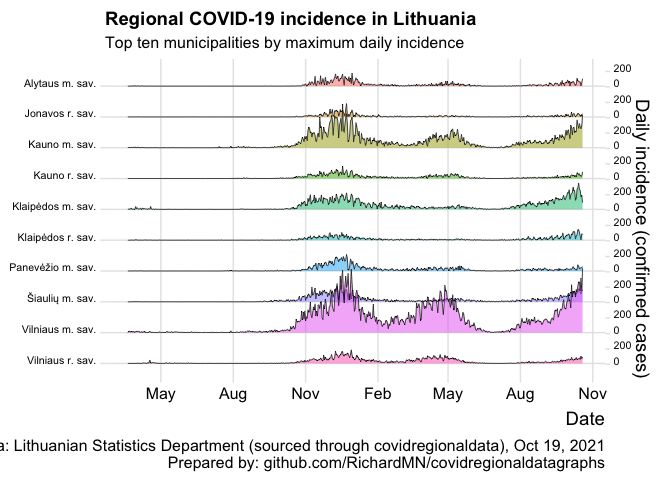 Regional COVID-19 incidence in Lithuania
Top ten municipalities by maximum daily incidence
Alytaus m. sav.
Jonavos r. sav.
Kauno m. sav.
Kauno r. sav.
Klaipėdos m. sav.
Klaipėdos r. sav.
Panevėžio m. sav.
Šiaulių m. sav.
Vilniaus m. sav.
Vilniaus r. sav.
200
0
200
0
200
0
200
0
200
0
200
0
200
0
200
0
200
0
200
0
Daily incidence (confirmed cases)
May Aug Nov Feb May Aug Nov
Date
: Lithuanian Statistics Department (sourced through covidregionaldata), Oct 19, 2021
Prepared by: github.com/RichardMN/covidregionaldatagraphs